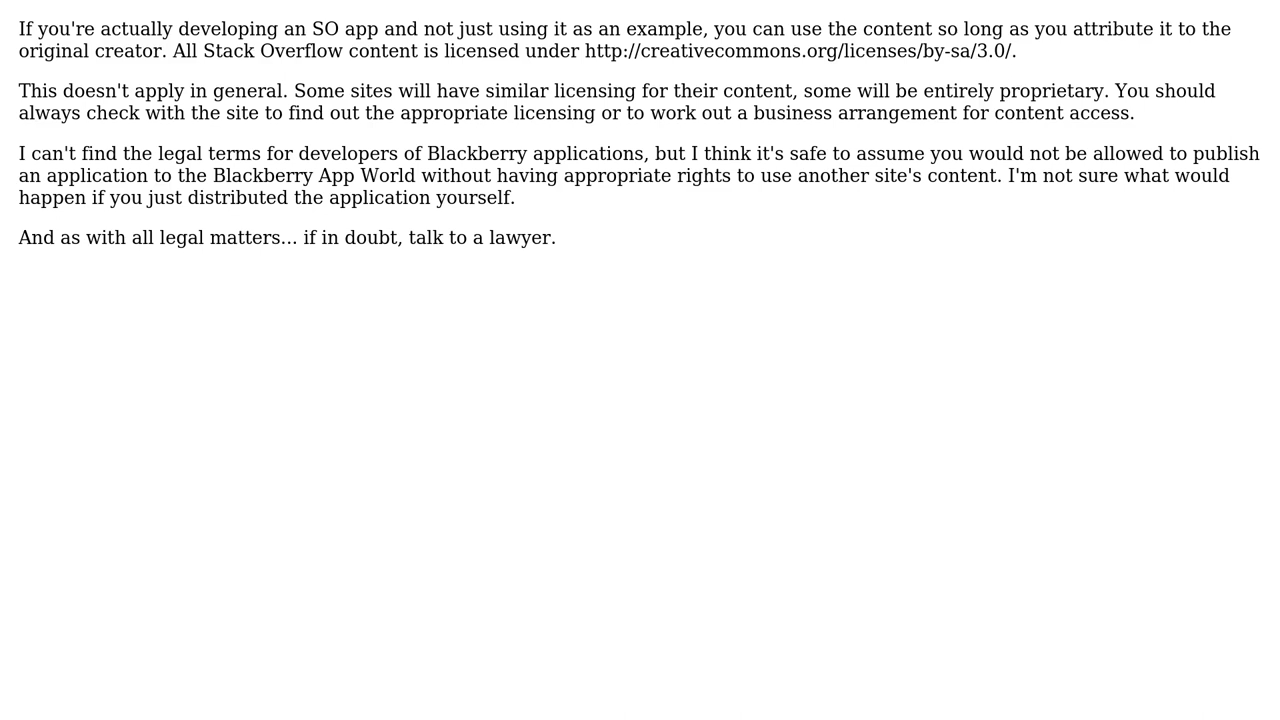 If you're actually developing an SO app and not just using it as an example, you can use the content so long as you attribute it to the
original creator. All Stack Overflow content is licensed under http://creativecommons.org/licenses/by-sa/3.0/.
This doesn't apply in general. Some sites will have similar licensing for their content, some will be entirely proprietary. You should
always check with the site to find out the appropriate licensing or to work out a business arrangement for content access.
I can't find the legal terms for developers of Blackberry applications, but I think it's safe to assume you would not be allowed to publish
an application to the Blackberry App World without having appropriate rights to use another site's content. I'm not sure what would
happen if you just distributed the application yourself.
And as with all legal matters... if in doubt, talk to a lawyer.